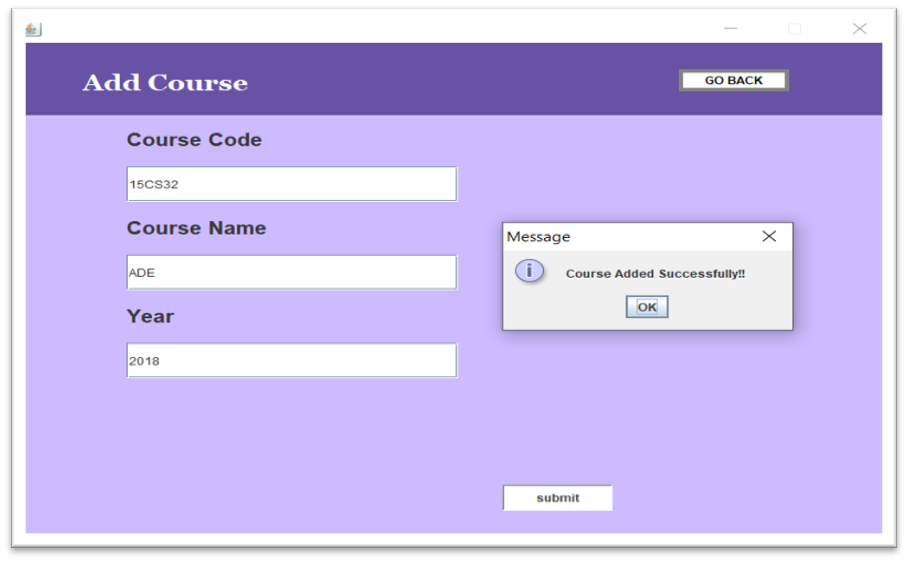 Add Course
GO BACK
Course Code
15CS32
Course Name
ADE
Year
2018
Message
Course Added Successfully!!
OK
submit